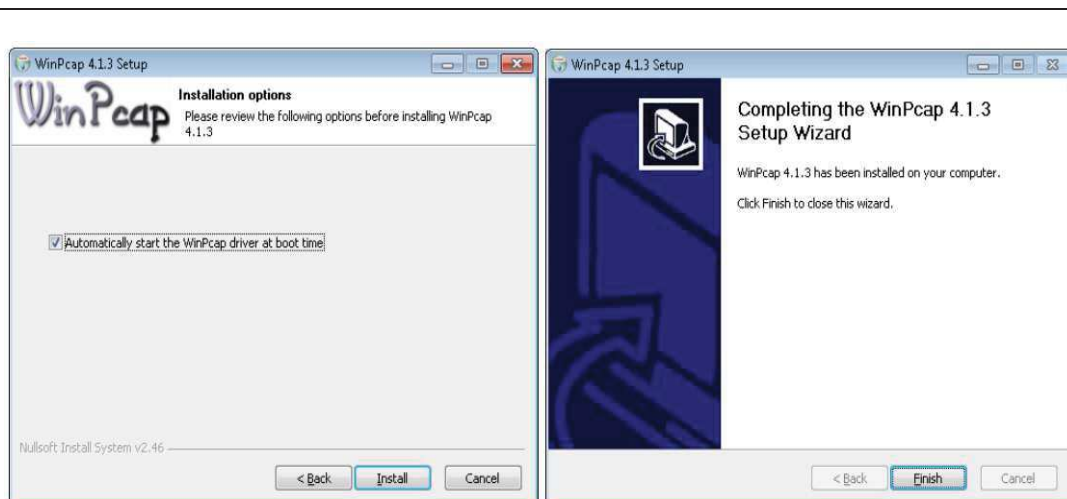 WinPcap 4.1.3 Setup
WinPcap
Installation options
Please review the following options before installing WinPcap
4.1.3
Automatically start the WinPcap driver at boot time
Nullsoft Install System v2.46
< Back Install Cancel
WinPcap 4.1.3 Setup
Completing the WinPcap 4.1.3
Setup Wizard
WinPcap 4.1.3 has been installed on your computer.
Click Finish to close this wizard.
< Back Finish Cancel